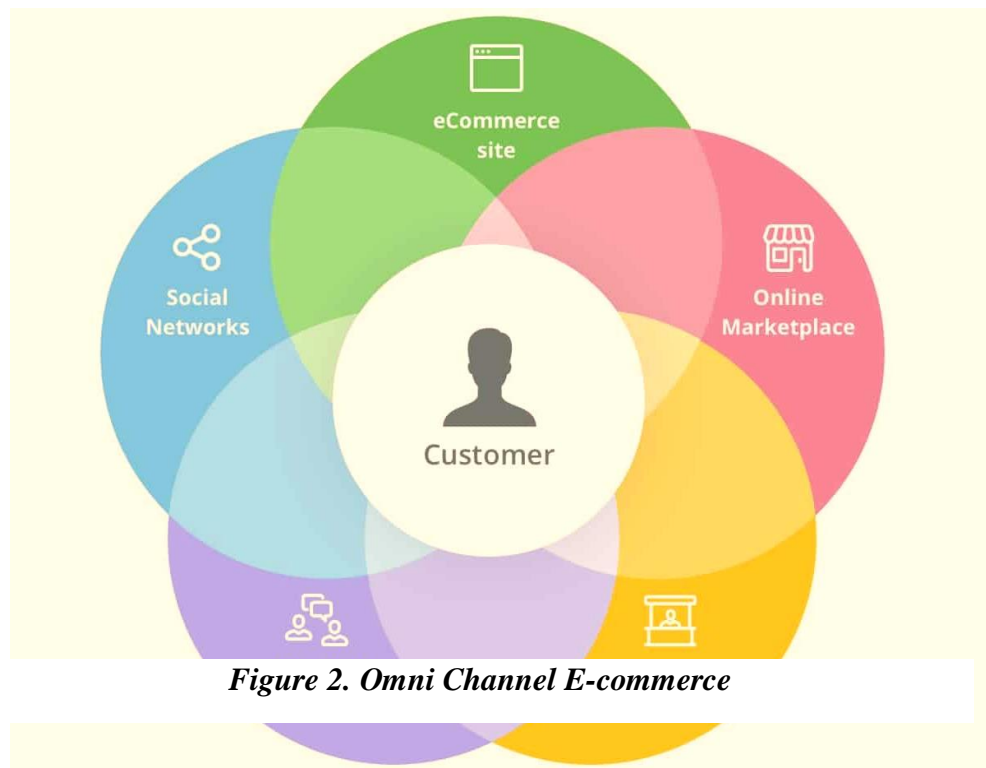 eCommerce
site
Social
Networks
Online
Marketplace
Customer
Figure 2. Omni Channel E-commerce